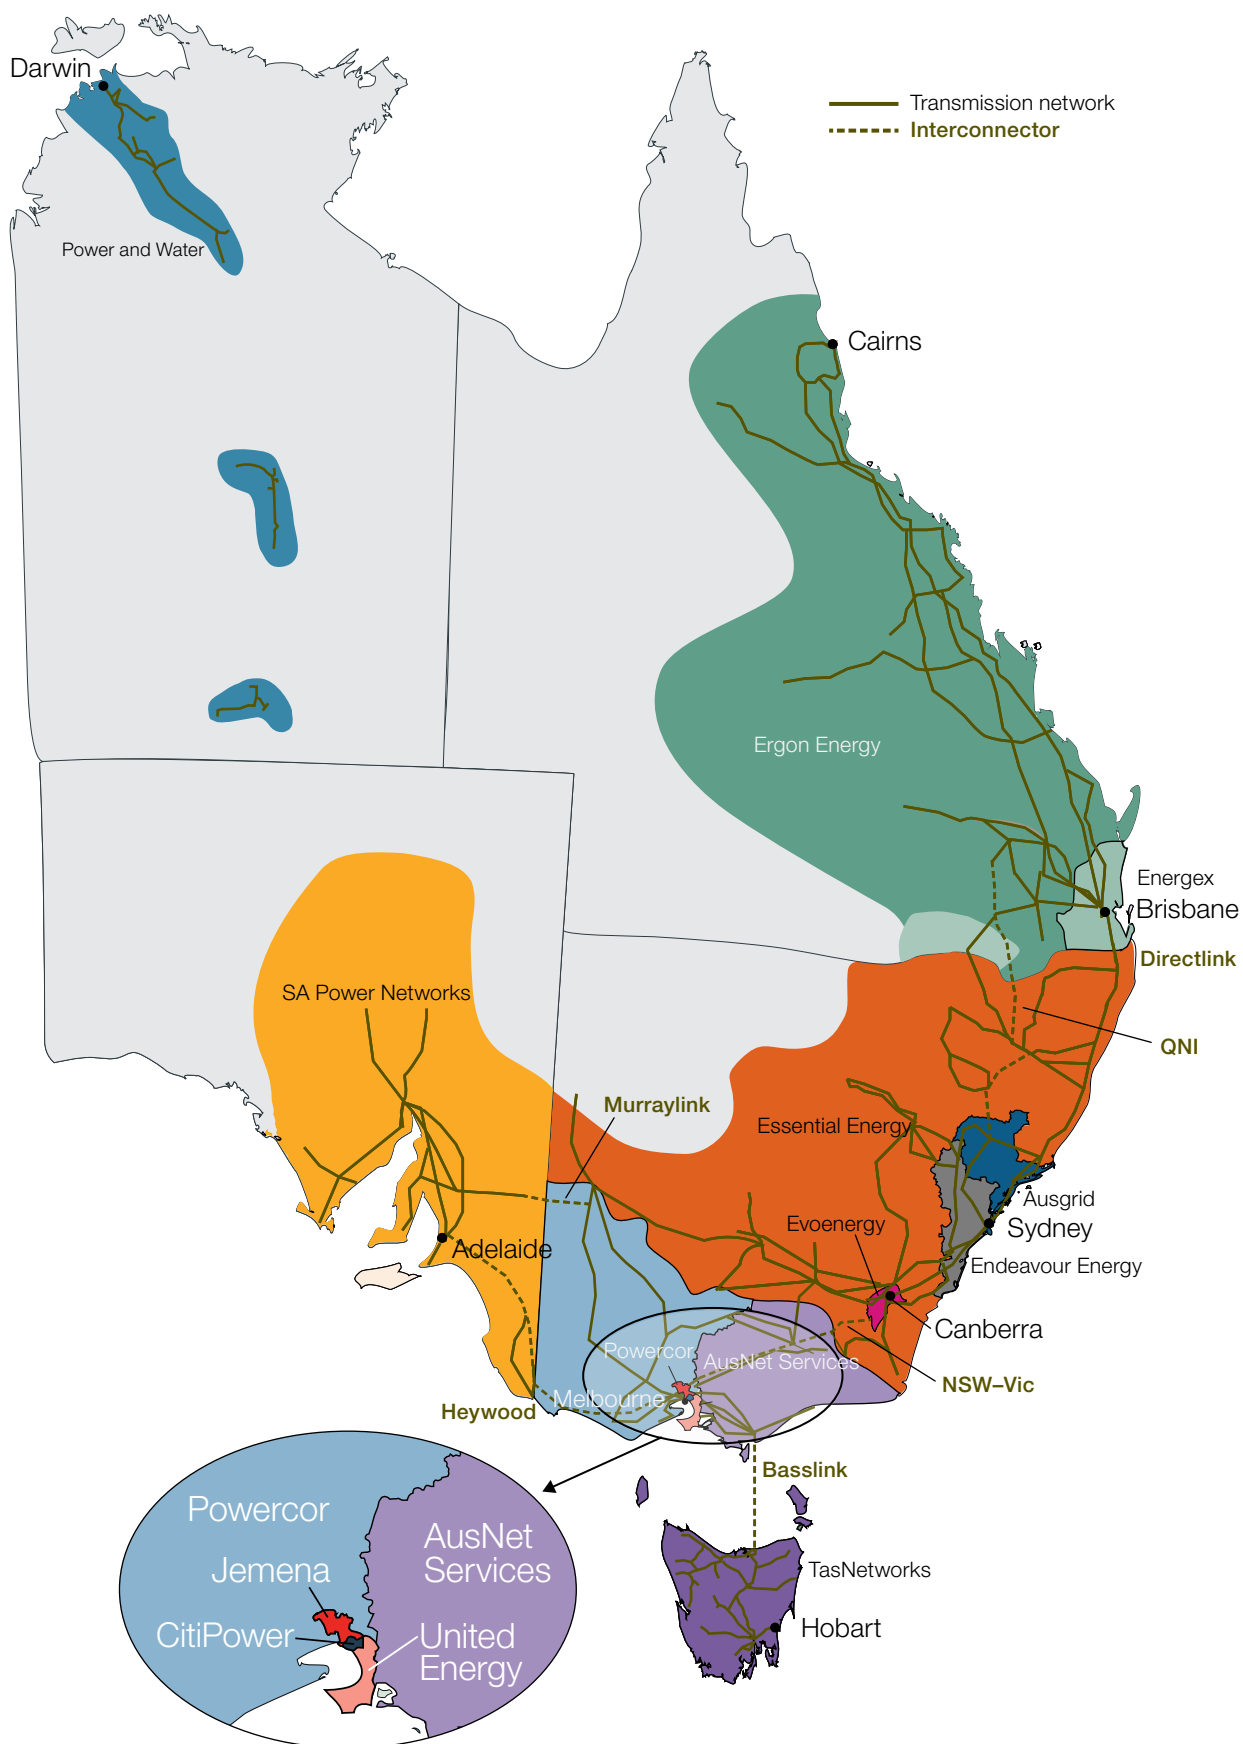 Darwin
Transmission network
Interconnector
Power and Water
Cairns
Ergon Energy
Energex
Brisbane
Directlink
SA Power Networks
QNI
Murraylink
Essential Energy
Ausgrid
Evoenergy
Sydney
Adelaide
Endeavour Energy
Canberra
Powercor
AusNet Services
NSW–Vic
Melbourne
Heywood
Basslink
Powercor
AusNet
Services
Jemena
TasNetworks
CitiPower
United
Energy
Hobart